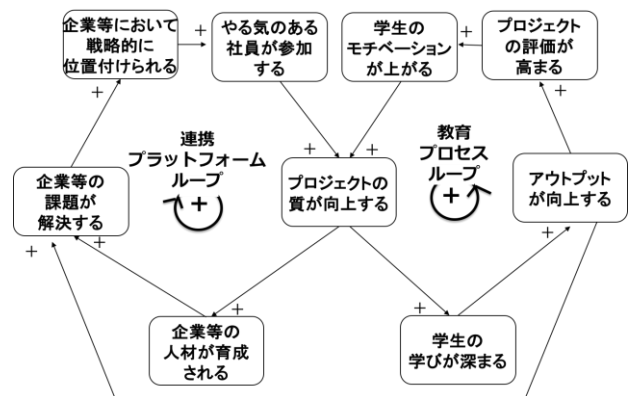 企業等において
戦略的に
位置付けられる
+
やる気のある
社員が参加
する
学生の
モチベーション
が上がる
+
プロジェクト
の評価が
高まる
+
+
連携
プラットフォーム
ループ
+
+
+
教育
プロセス
ループ
+
企業等の
課題が
解決する
プロジェクトの
質が向上する
アウトプット
が向上する
+
+
+
+
+
企業等の
人材が育成
される
学生の
学びが深まる